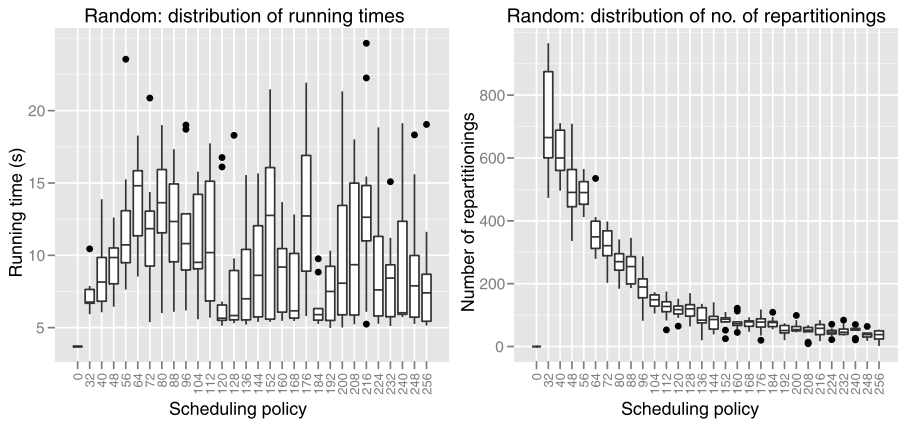 Random: distribution of running times
Running time (s)
20
15
10
5
0 32 40 48 56 64 72 80 88 96 104 112 120 128 136 144 152 160 168 176 184 192 200 208 216 224 232 240 248 256
Scheduling policy
Random: distribution of no. of repartitionings
Number of repartitionings
800
600
400
200
0
0 32 40 48 56 64 72 80 88 96 104 112 120 128 136 144 152 160 168 176 184 192 200 208 216 224 232 240 248 256
Scheduling policy